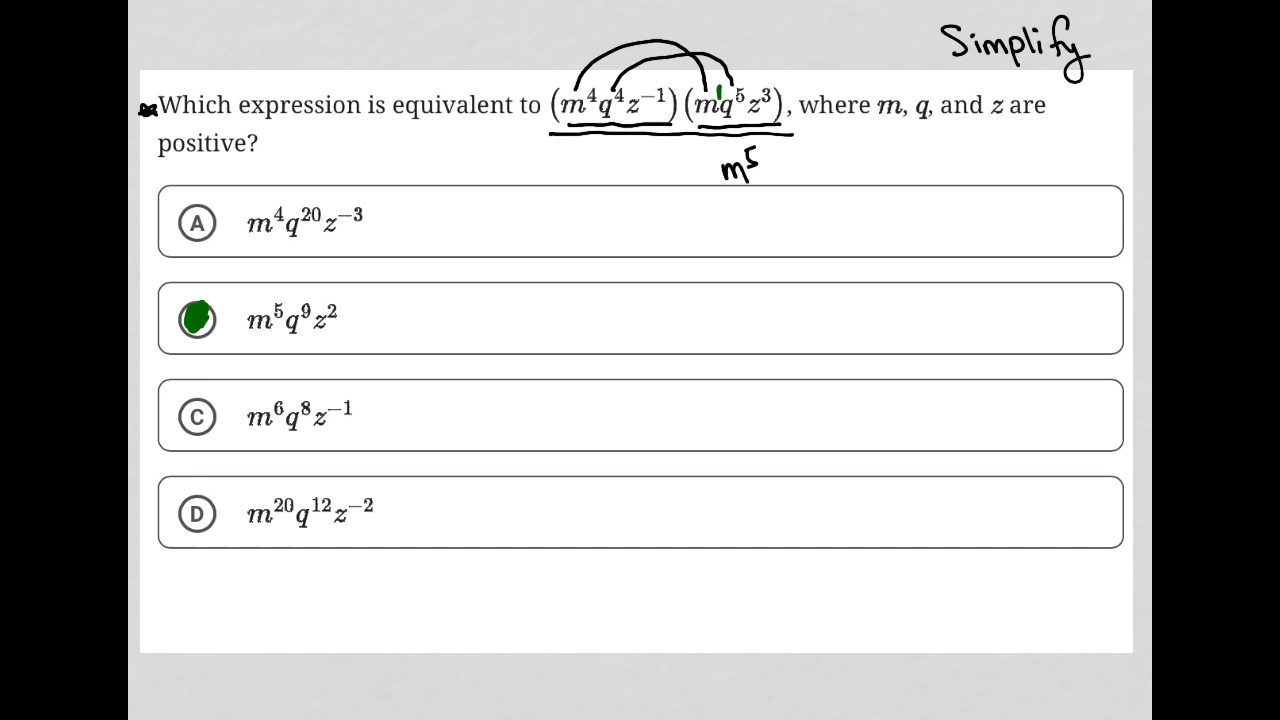 Simplify
Which expression is equivalent to (m⁴q⁴z⁻¹)(m¹q⁵z³), where m, q, and z are
positive?
m⁵
A m⁴q²⁰z⁻³
m⁵q⁹z²
C m⁶q⁸z⁻¹
D m²⁰q¹²z⁻²